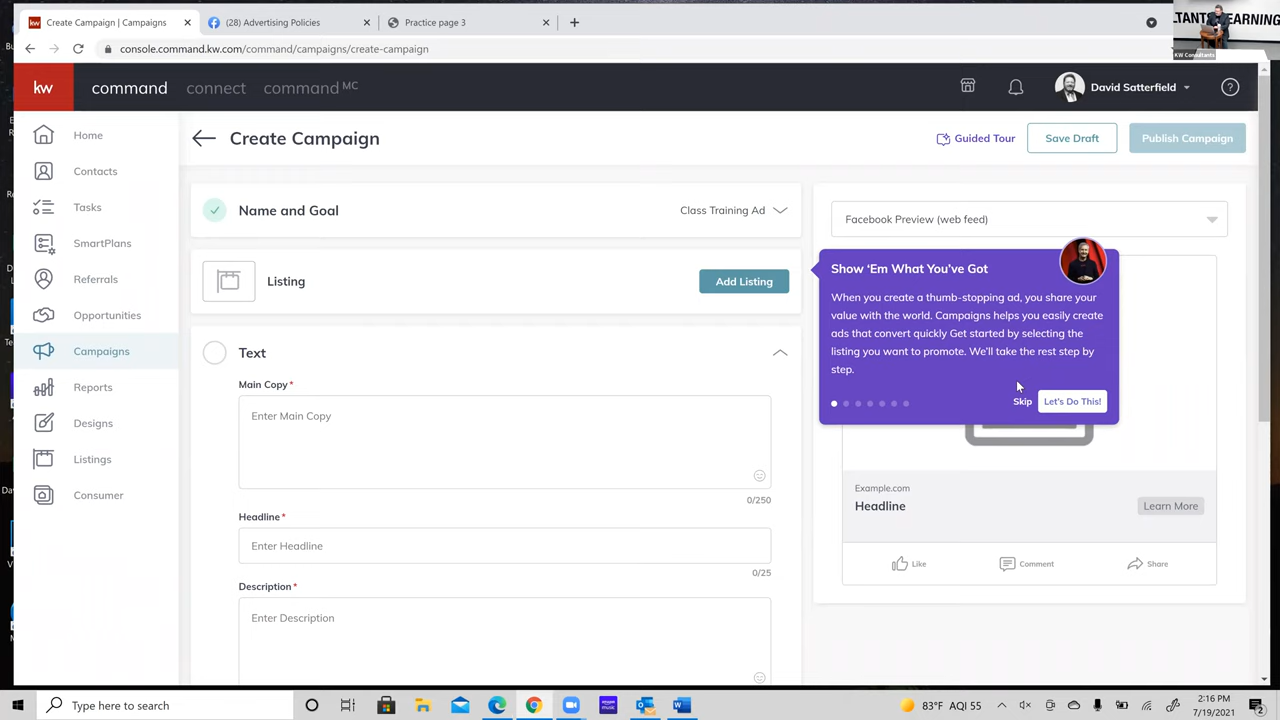 Create Campaign | Campaigns
(28) Advertising Policies
Practice page 3
console.command.kw.com/command/campaigns/create-campaign
LTANTS LEARNING
KW Consultants
kw
command
connect
command MC
David Satterfield
Home
Contacts
Tasks
SmartPlans
Referrals
Opportunities
Campaigns
Reports
Designs
Listings
Consumer
Create Campaign
Guided Tour
Save Draft
Publish Campaign
Name and Goal
Class Training Ad
Listing
Add Listing
Text
Main Copy*
Enter Main Copy
0/250
Headline*
Enter Headline
0/25
Description*
Enter Description
Facebook Preview (web feed)
Show 'Em What You've Got
When you create a thumb-stopping ad, you share your
value with the world. Campaigns helps you easily create
ads that convert quickly Get started by selecting the
listing you want to promote. We'll take the rest step by
step.
Skip
Let's Do This!
Example.com
Headline
Learn More
Like
Comment
Share
Type here to search
83°F AQI 55
2:16 PM
7/19/2021
2